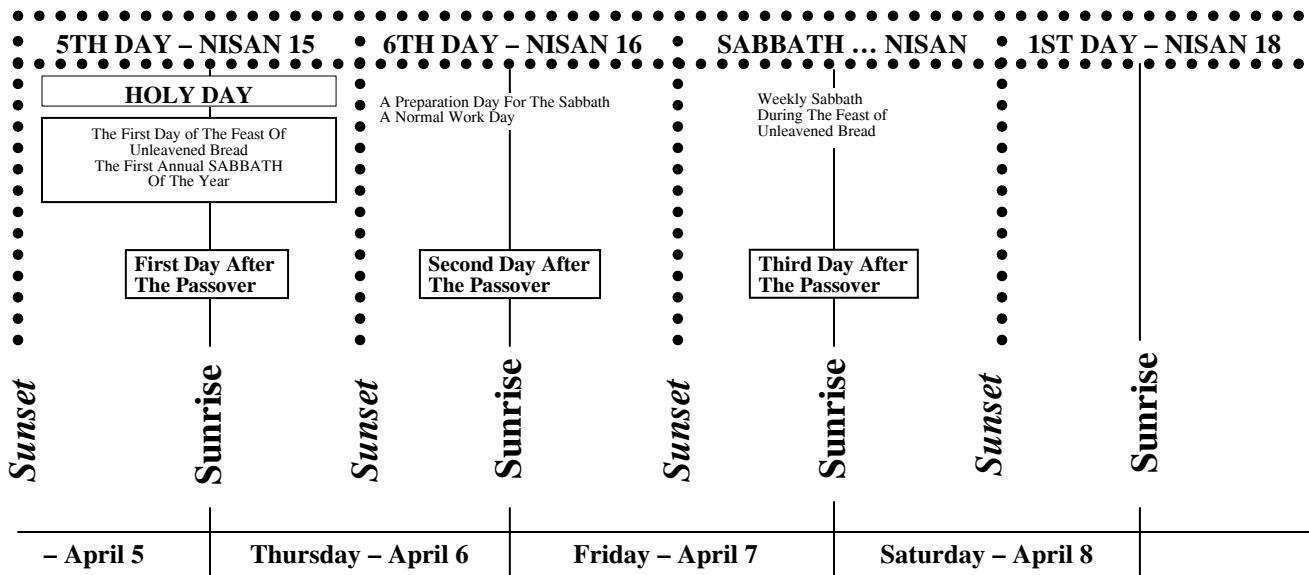 5TH DAY – NISAN 15
6TH DAY – NISAN 16
SABBATH … NISAN
1ST DAY – NISAN 18
HOLY DAY
The First Day of The Feast Of
Unleavened Bread
The First Annual SABBATH
Of The Year
A Preparation Day For The Sabbath
A Normal Work Day
Weekly Sabbath
During The Feast of
Unleavened Bread
First Day After
The Passover
Second Day After
The Passover
Third Day After
The Passover
Sunset
Sunrise
Sunset
Sunrise
Sunset
Sunrise
Sunset
Sunrise
– April 5
Thursday – April 6
Friday – April 7
Saturday – April 8